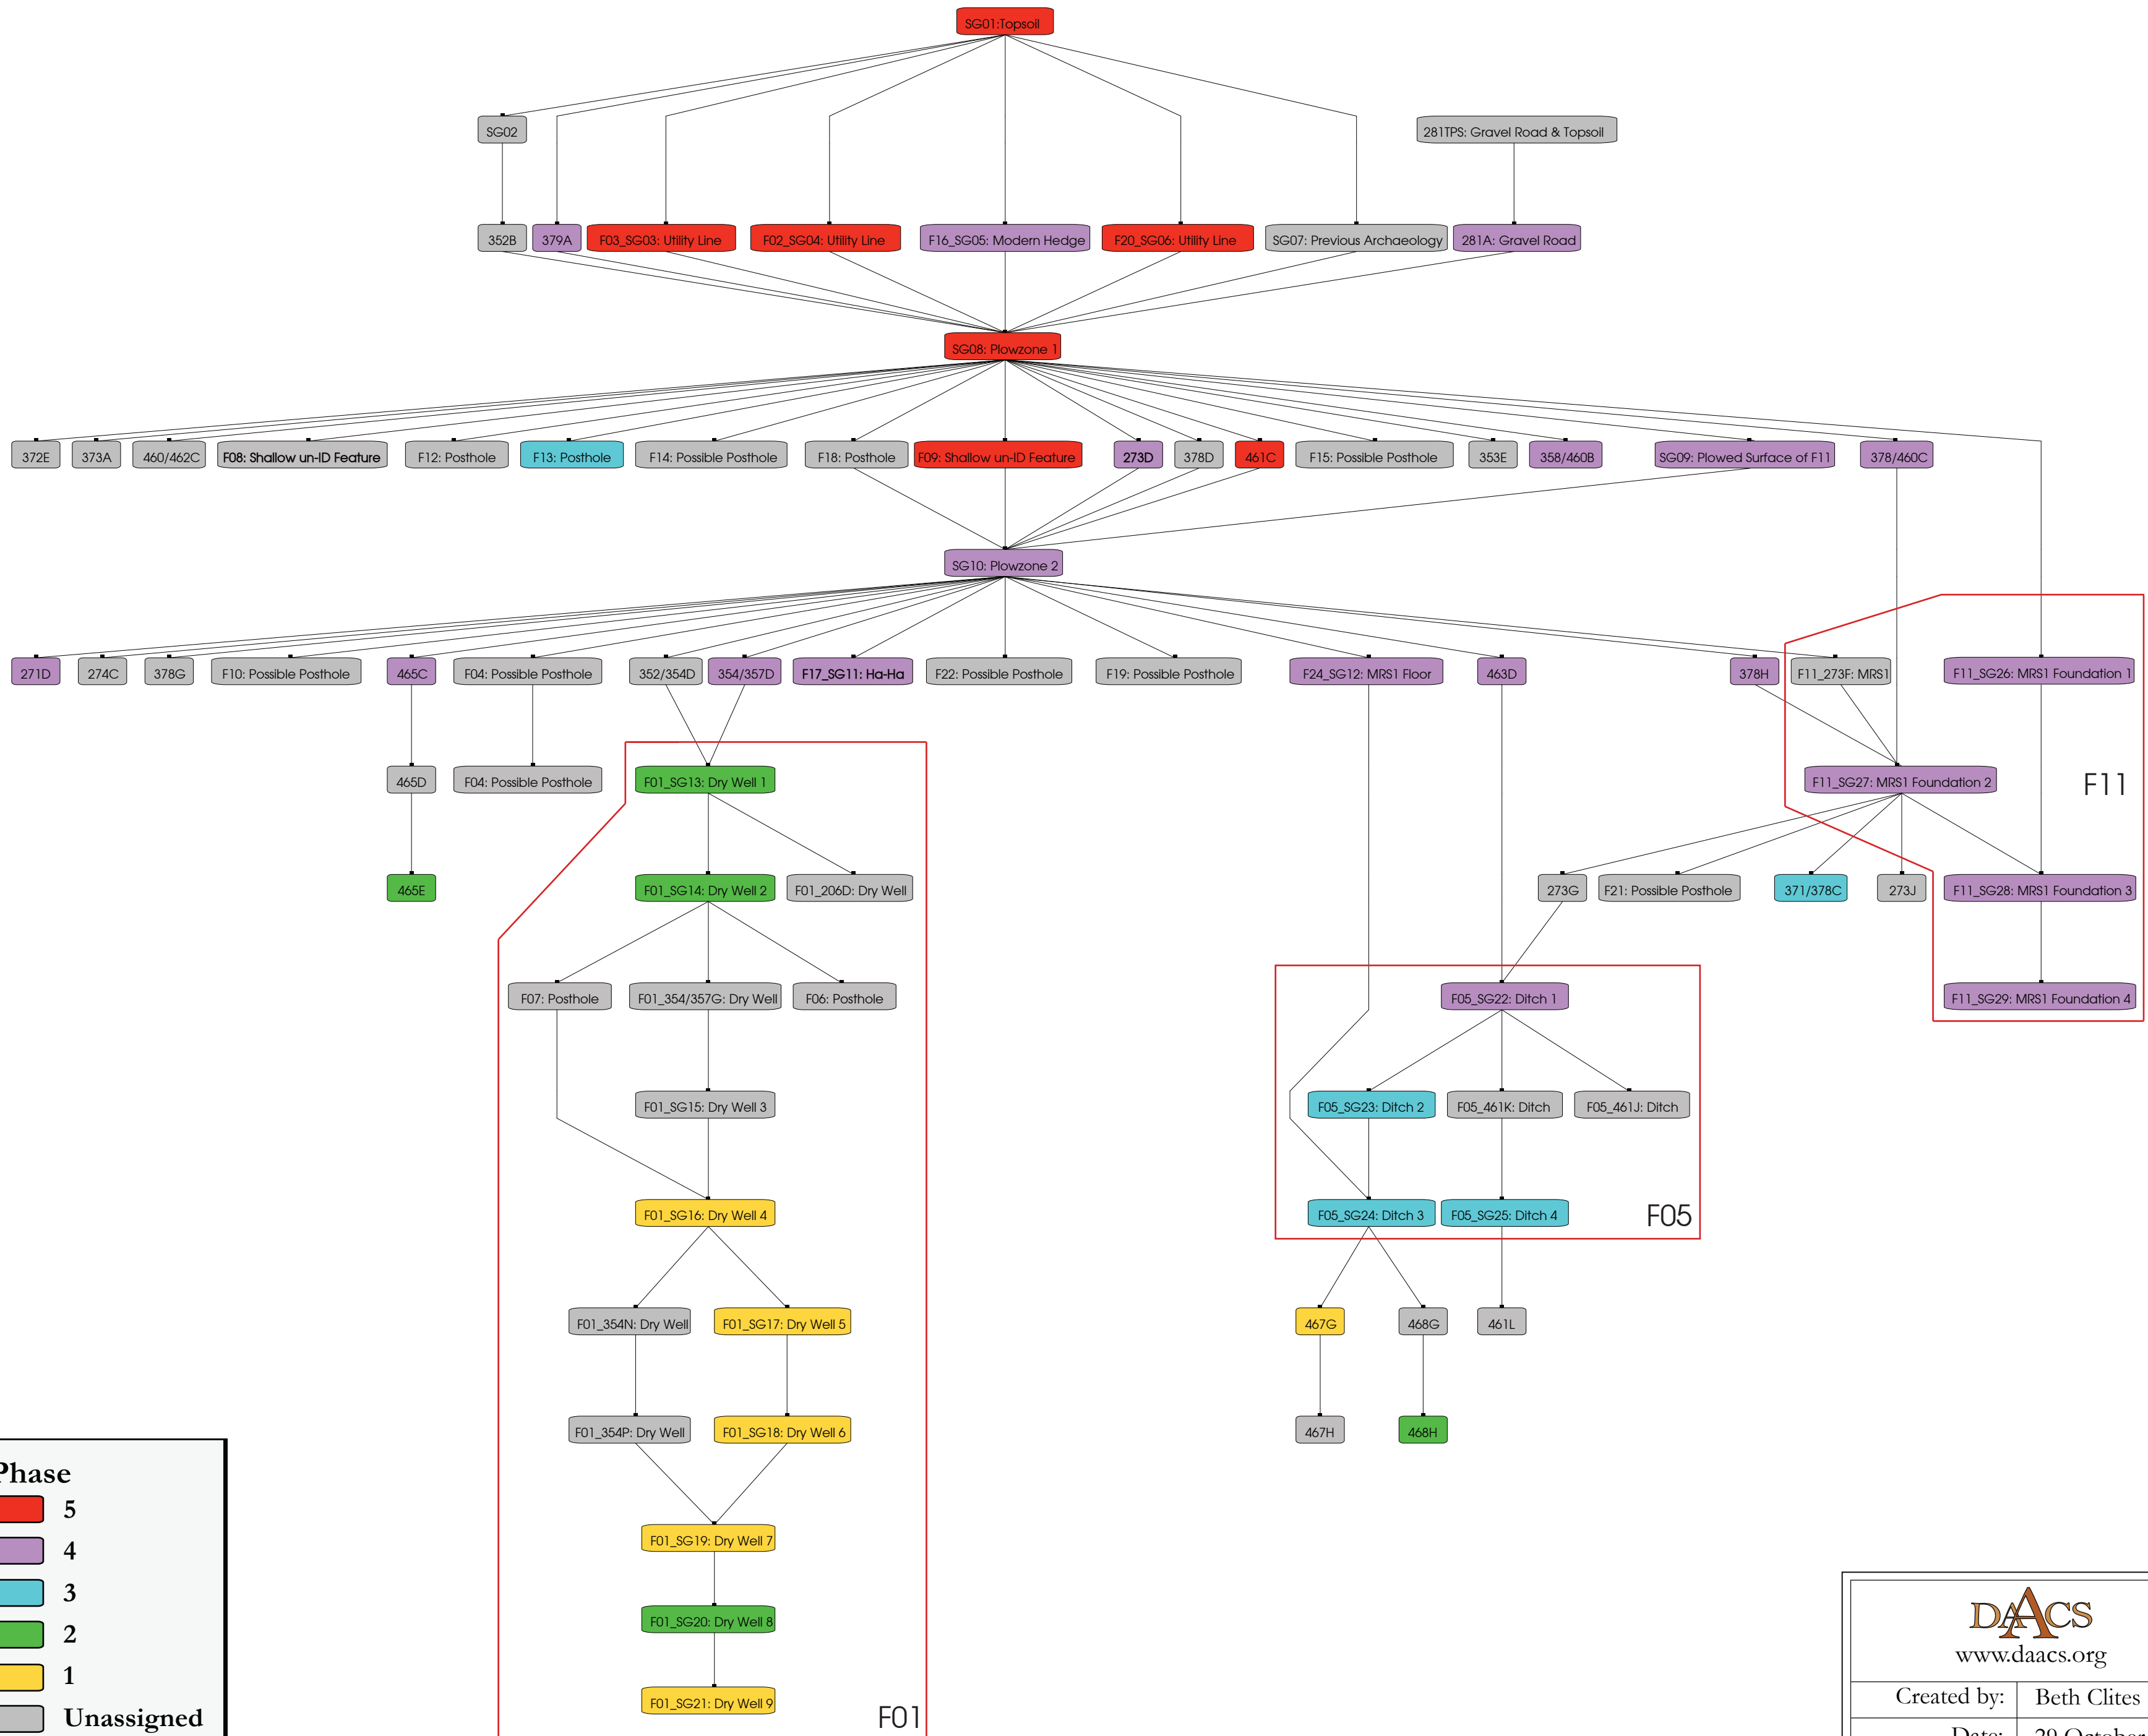 SG01:Topsoil
SG02
281TPS: Gravel Road & Topsoil
352B
379A
F03_SG03: Utility Line
F02_SG04: Utility Line
F16_SG05: Modern Hedge
F20_SG06: Utility Line
SG07: Previous Archaeology
281A: Gravel Road
SG08: Plowzone 1
372E
373A
460/462C
F08: Shallow un-ID Feature
F12: Posthole
F13: Posthole
F14: Possible Posthole
F18: Posthole
F09: Shallow un-ID Feature
273D
378D
461C
F15: Possible Posthole
353E
358/460B
SG09: Plowed Surface of F11
378/460C
SG10: Plowzone 2
271D
274C
378G
F10: Possible Posthole
465C
F04: Possible Posthole
352/354D
354/357D
F17_SG11: Ha-Ha
F22: Possible Posthole
F19: Possible Posthole
F24_SG12: MRS1 Floor
463D
378H
F11_273F: MRS1
F11_SG26: MRS1 Foundation 1
465D
F04: Possible Posthole
F01_SG13: Dry Well 1
F11_SG27: MRS1 Foundation 2
F11
465E
F01_SG14: Dry Well 2
F01_206D: Dry Well
273G
F21: Possible Posthole
371/378C
273J
F11_SG28: MRS1 Foundation 3
F07: Posthole
F01_354/357G: Dry Well
F06: Posthole
F05_SG22: Ditch 1
F11_SG29: MRS1 Foundation 4
F01_SG15: Dry Well 3
F05_SG23: Ditch 2
F05_461K: Ditch
F05_461J: Ditch
F01_SG16: Dry Well 4
F05_SG24: Ditch 3
F05_SG25: Ditch 4
F05
F01_354N: Dry Well
F01_SG17: Dry Well 5
467G
468G
461L
F01_354P: Dry Well
F01_SG18: Dry Well 6
467H
468H
F01_SG19: Dry Well 7
F01_SG20: Dry Well 8
F01_SG21: Dry Well 9
F01
Phase
5
4
3
2
1
Unassigned
DAACS
www.daacs.org
Created by: Beth Clites
Date: 29 October